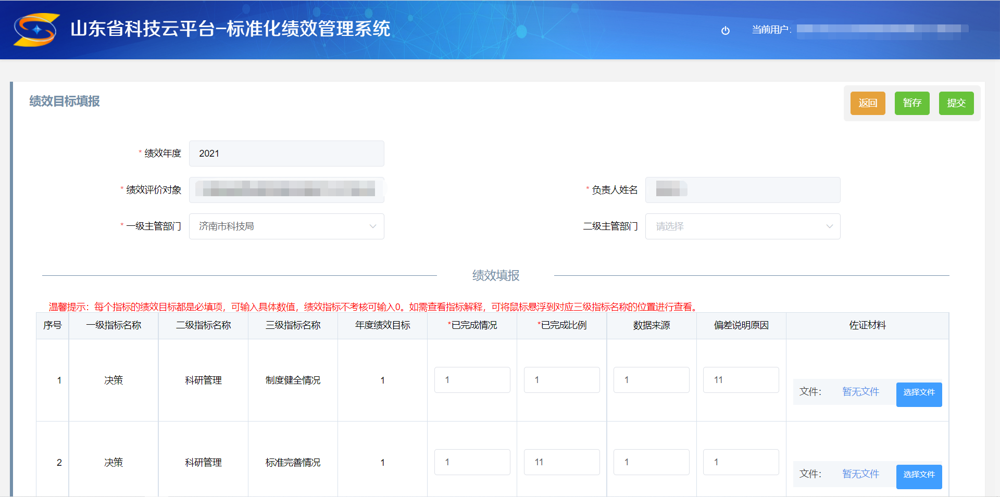 山东省科技云平台-标准化绩效管理系统
当前用户:
绩效目标填报
返回 暂存 提交
* 绩效年度 2021
* 绩效评价对象
* 负责人姓名
* 一级主管部门 济南市科技局
二级主管部门 请选择
绩效填报
温馨提示：每个指标的绩效目标都是必填项，可输入具体数值，绩效指标不考核可输入0。如需查看指标解释，可将鼠标悬浮到对应三级指标名称的位置进行查看。
序号 一级指标名称 二级指标名称 三级指标名称 年度绩效目标 *已完成情况 *已完成比例 数据来源 偏差说明原因 佐证材料
1 决策 科研管理 制度健全情况 1 1 1 1 11 文件： 暂无文件 选择文件
2 决策 科研管理 标准完善情况 1 1 11 1 1 文件： 暂无文件 选择文件